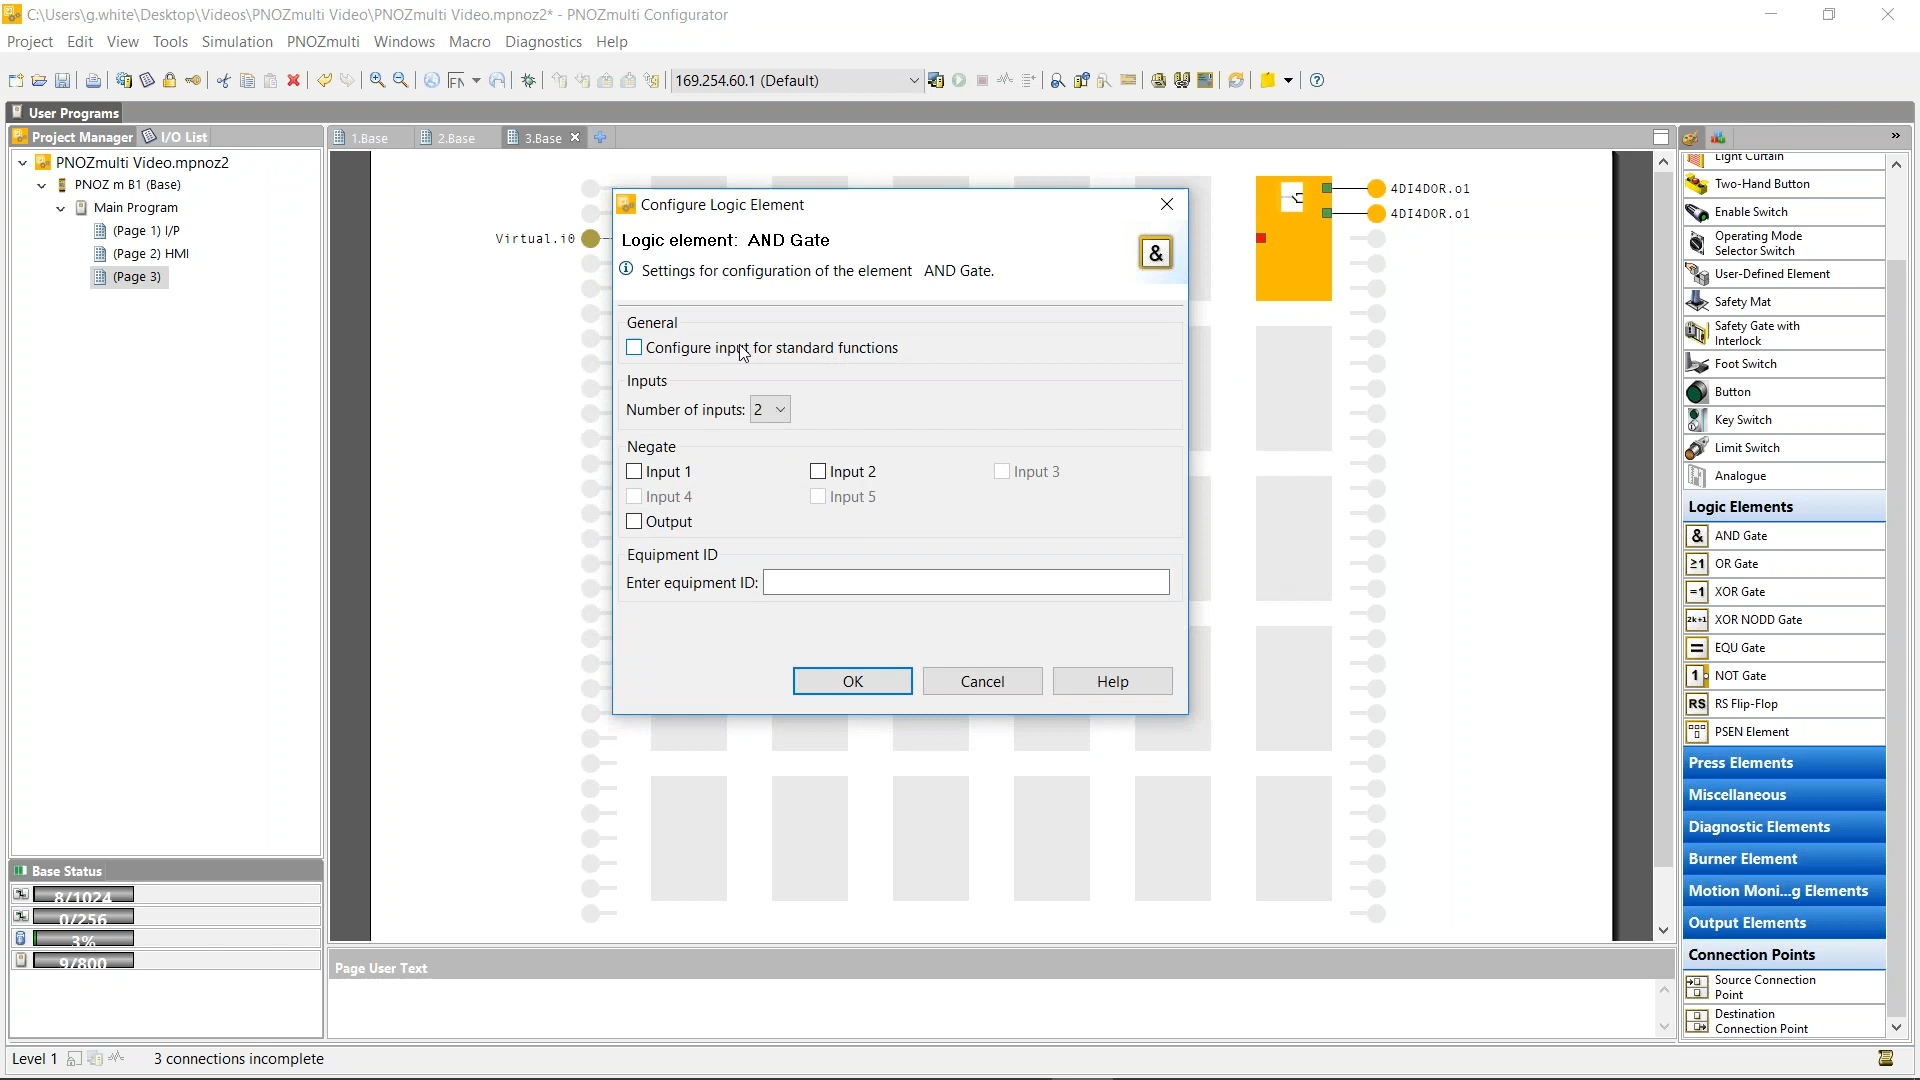 C:\Users\g.white\Desktop\Videos\PNOZmulti Video\PNOZmulti Video.mpnoz2* - PNOZmulti Configurator
Project Edit View Tools Simulation PNOZmulti Windows Macro Diagnostics Help
169.254.60.1 (Default)
User Programs
Project Manager I/O List
1.Base 2.Base 3.Base
PNOZmulti Video.mpnoz2
PNOZ m B1 (Base)
Main Program
(Page 1) I/P
(Page 2) HMI
(Page 3)
Base Status
8/1024
0/256
3%
9/800
Virtual.i0
4DI4DOR.o1
4DI4DOR.o1
Configure Logic Element
Logic element: AND Gate
Settings for configuration of the element AND Gate.
&
General
Configure input for standard functions
Inputs
Number of inputs: 2
Negate
Input 1 Input 2 Input 3
Input 4 Input 5
Output
Equipment ID
Enter equipment ID:
OK Cancel Help
Page User Text
Light Curtain
Two-Hand Button
Enable Switch
Operating Mode
Selector Switch
User-Defined Element
Safety Mat
Safety Gate with
Interlock
Foot Switch
Button
Key Switch
Limit Switch
Analogue
Logic Elements
& AND Gate
≥1 OR Gate
=1 XOR Gate
2k+1 XOR NODD Gate
= EQU Gate
1 NOT Gate
RS RS Flip-Flop
PSEN Element
Press Elements
Miscellaneous
Diagnostic Elements
Burner Element
Motion Moni...g Elements
Output Elements
Connection Points
Source Connection
Point
Destination
Connection Point
Level 1 3 connections incomplete